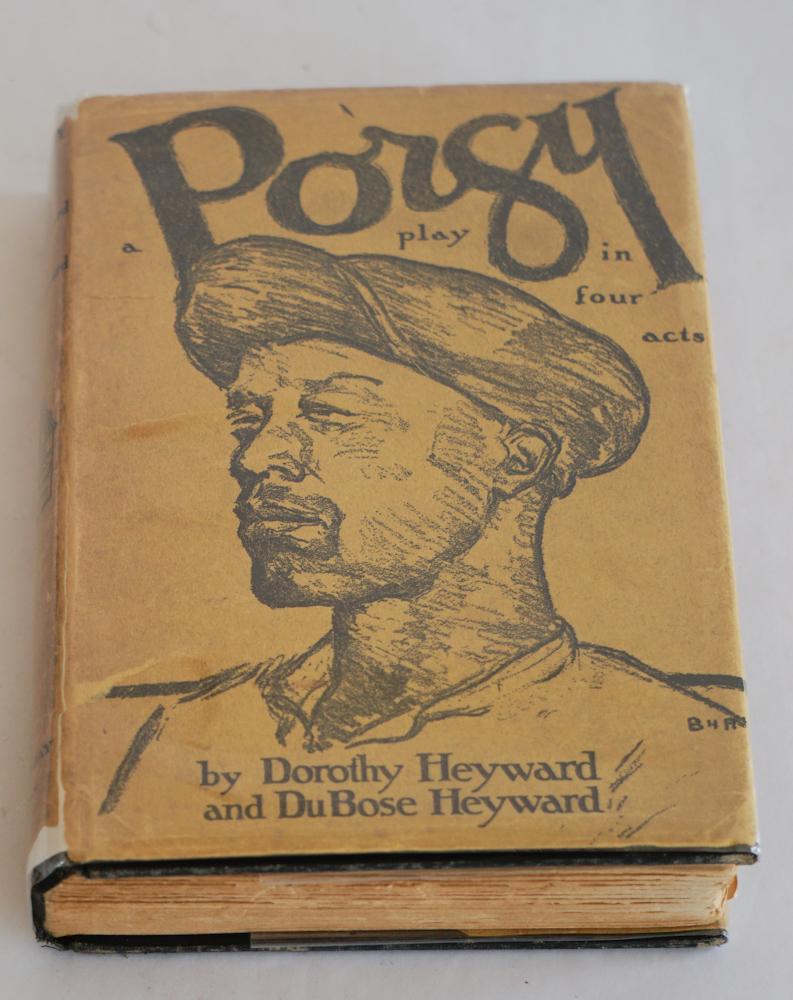 Porgy
a play in
four
acts
by Dorothy Heyward
and DuBose Heyward